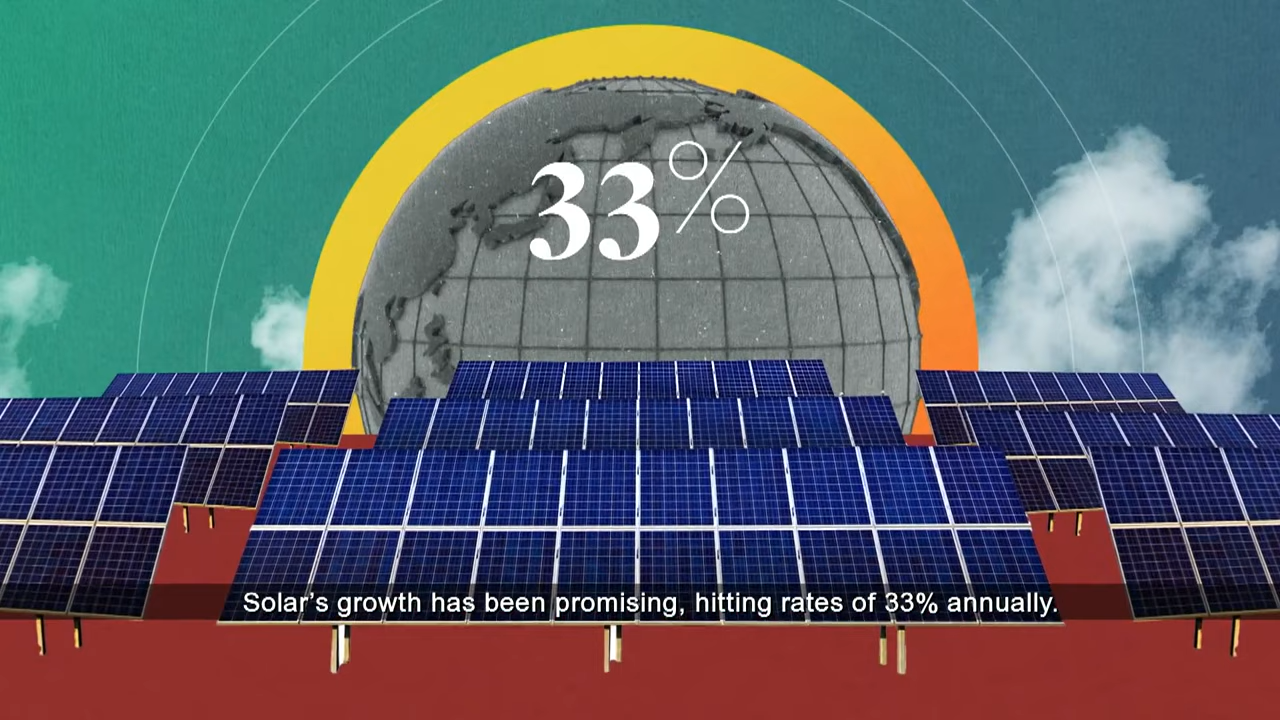 33%
Solar’s growth has been promising, hitting rates of 33% annually.